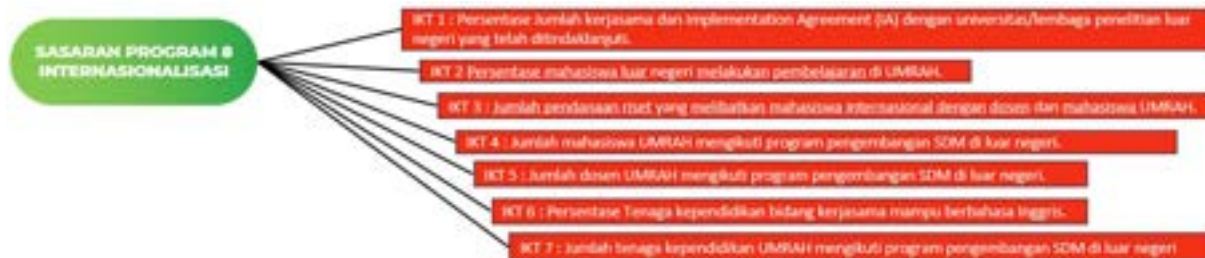 SASARAN PROGRAM 8
INTERNASIONALISASI
IKT 1 : Persentase Jumlah kerjasama dan Implementation Agreement (IA) dengan universitas/lembaga penelitian luar
negeri yang telah ditindaklanjuti.
IKT 2 Persentase mahasiswa luar negeri melakukan pembelajaran di UMRAH.
IKT 3 : Jumlah pendanaan riset yang melibatkan mahasiswa internasional dengan dosen dan mahasiswa UMRAH.
IKT 4 : Jumlah mahasiswa UMRAH mengikuti program pengembangan SDM di luar negeri.
IKT 5 : Jumlah dosen UMRAH mengikuti program pengembangan SDM di luar negeri.
IKT 6 : Persentase Tenaga kependidikan bidang kerjasama mampu berbahasa Inggris.
IKT 7 : Jumlah tenaga kependidikan UMRAH mengikuti program pengembangan SDM di luar negeri